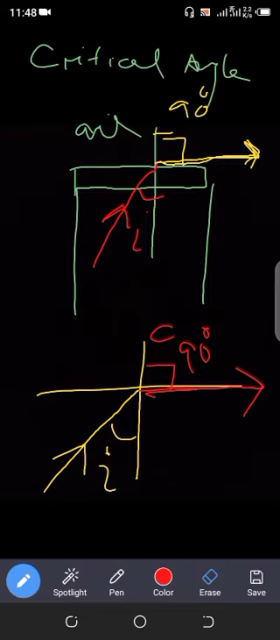 11:48
Critical Angle
90°
air
i
c 90°
i
Spotlight Pen Color Erase Save